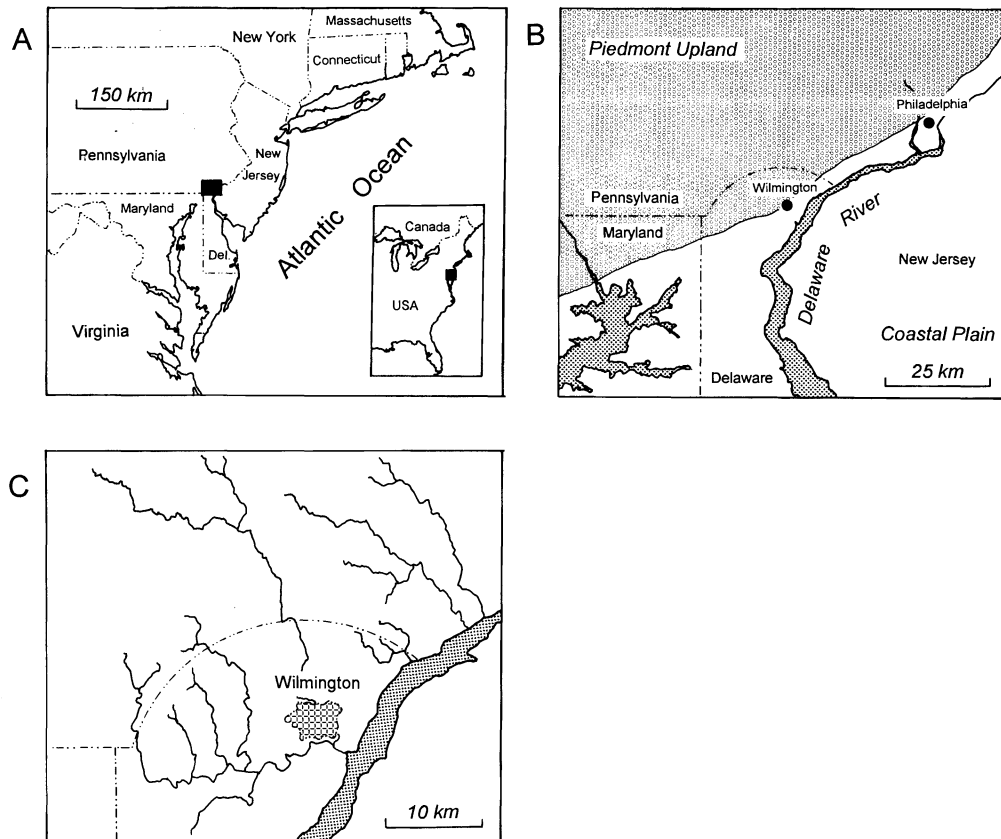 A
Massachusetts
New York
Connecticut
150 km
Pennsylvania
New
Jersey
Maryland
Del.
Virginia
Atlantic Ocean
Canada
USA
B
Piedmont Upland
Philadelphia
Pennsylvania
Wilmington
Maryland
Delaware River
New Jersey
Coastal Plain
Delaware
25 km
C
Wilmington
10 km